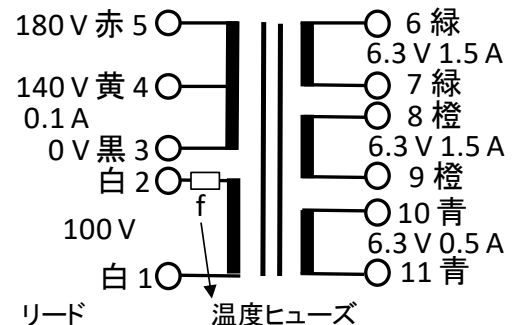 180 V 赤 5
140 V 黄 4
0.1 A
0 V 黒 3
白 2
f
100 V
白 1
リード
温度ヒューズ
6 緑
6.3 V 1.5 A
7 緑
8 橙
6.3 V 1.5 A
9 橙
10 青
6.3 V 0.5 A
11 青